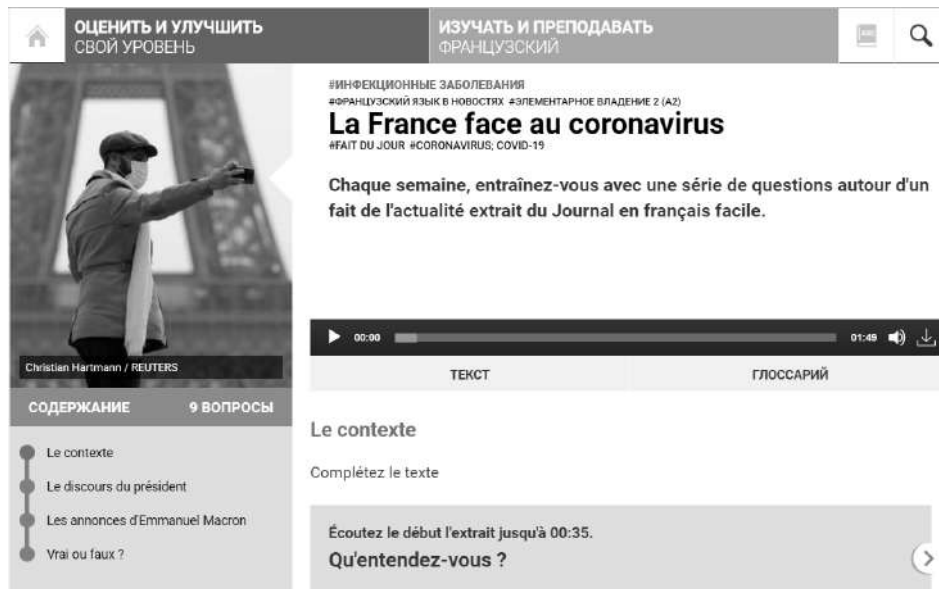 ОЦЕНИТЬ И УЛУЧШИТЬ
СВОЙ УРОВЕНЬ
ИЗУЧАТЬ И ПРЕПОДАВАТЬ
ФРАНЦУЗСКИЙ
#ИНФЕКЦИОННЫЕ ЗАБОЛЕВАНИЯ
#ФРАНЦУЗСКИЙ ЯЗЫК В НОВОСТЯХ #ЭЛЕМЕНТАРНОЕ ВЛАДЕНИЕ 2 (A2)
La France face au coronavirus
#FAIT DU JOUR #CORONAVIRUS; COVID-19
Chaque semaine, entraînez-vous avec une série de questions autour d'un
fait de l'actualité extrait du Journal en français facile.
00:00
01:49
Christian Hartmann / REUTERS
ТЕКСТ
ГЛОССАРИЙ
СОДЕРЖАНИЕ
9 ВОПРОСЫ
Le contexte
Le discours du président
Les annonces d'Emmanuel Macron
Vrai ou faux ?
Le contexte
Complétez le texte
Écoutez le début l'extrait jusqu'à 00:35.
Qu'entendez-vous ?